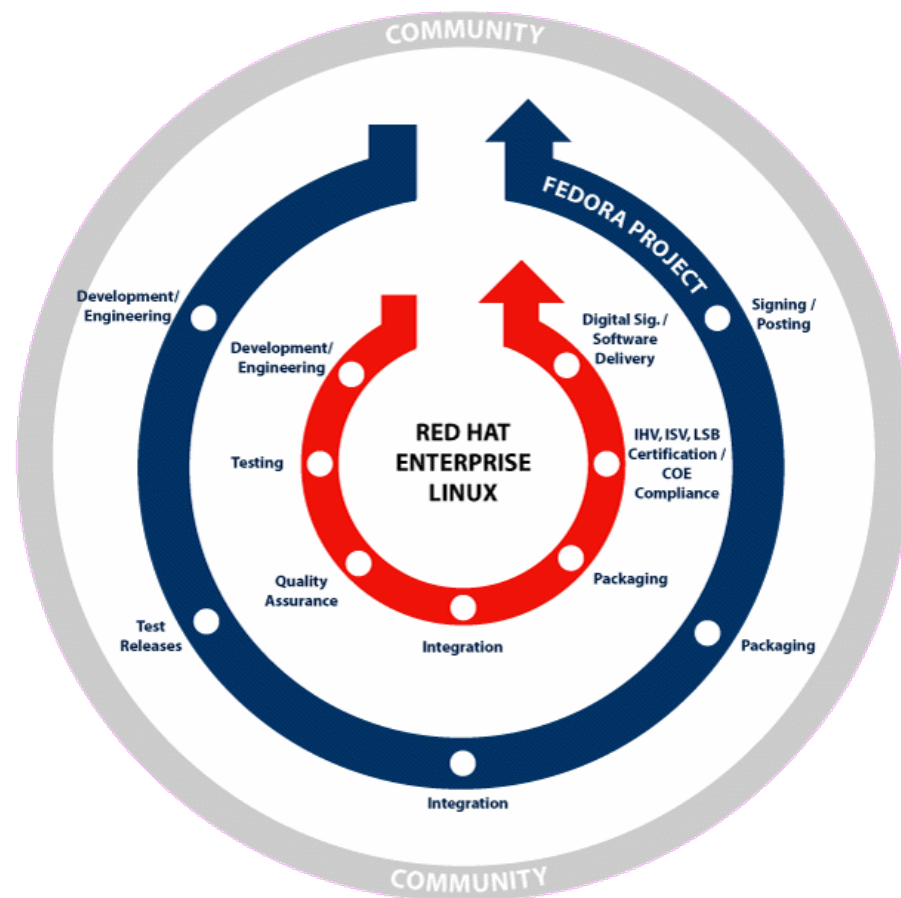 COMMUNITY
FEDORA PROJECT
Development/
Engineering
Signing /
Posting
Development/
Engineering
Digital Sig. /
Software
Delivery
RED HAT
ENTERPRISE
LINUX
Testing
IHV, ISV, LSB
Certification /
COE
Compliance
Quality
Assurance
Packaging
Integration
Test
Releases
Packaging
Integration
COMMUNITY